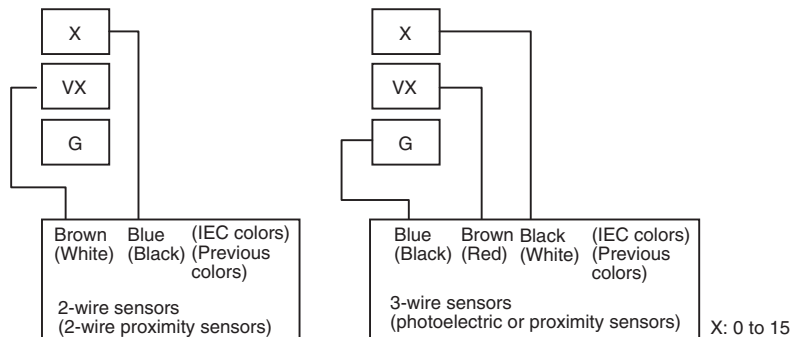 X
VX
G
Brown Blue (IEC colors)
(White) (Black) (Previous
colors)
2-wire sensors
(2-wire proximity sensors)
X
VX
G
Blue Brown Black (IEC colors)
(Black) (Red) (White) (Previous
colors)
3-wire sensors
(photoelectric or proximity sensors)
X: 0 to 15